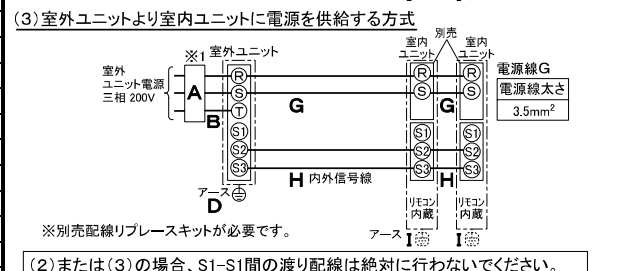 (3)室外ユニットより室内ユニットに電源を供給する方式
別売
※1 室外ユニット
室内ユニット
室内ユニット
室外
ユニット電源
三相 200V
A
B
R
S
T
S1
S2
S3
G
R
S
S1
S2
S3
G
R
S
S1
S2
S3
電源線G
電源線太さ
3.5mm²
H 内外信号線
H
アース
D
リモコン
内蔵
リモコン
内蔵
アース I
I
※別売配線リプレースキットが必要です。
(2)または(3)の場合、S1-S1間の渡り配線は絶対に行わないでください。